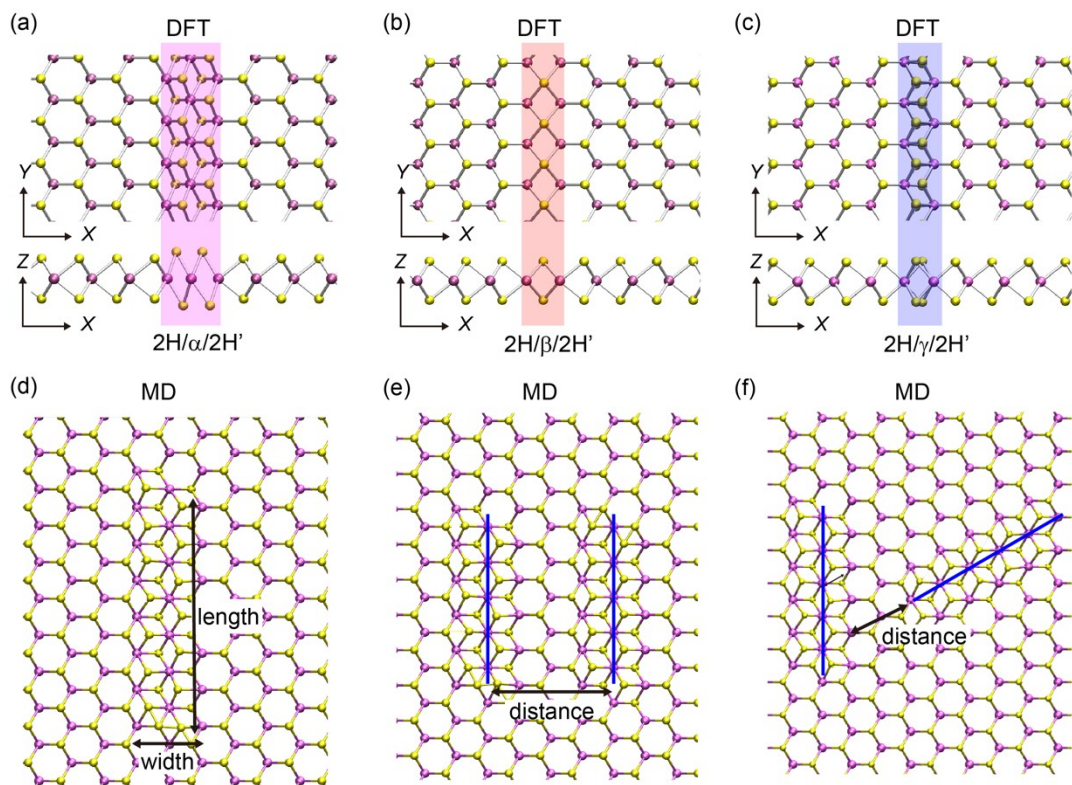 (a)
DFT
Y
X
Z
X
2H/α/2H’
(b)
DFT
Y
X
Z
X
2H/β/2H’
(c)
DFT
Y
X
Z
X
2H/γ/2H’
(d)
MD
length
width
(e)
MD
distance
(f)
MD
distance